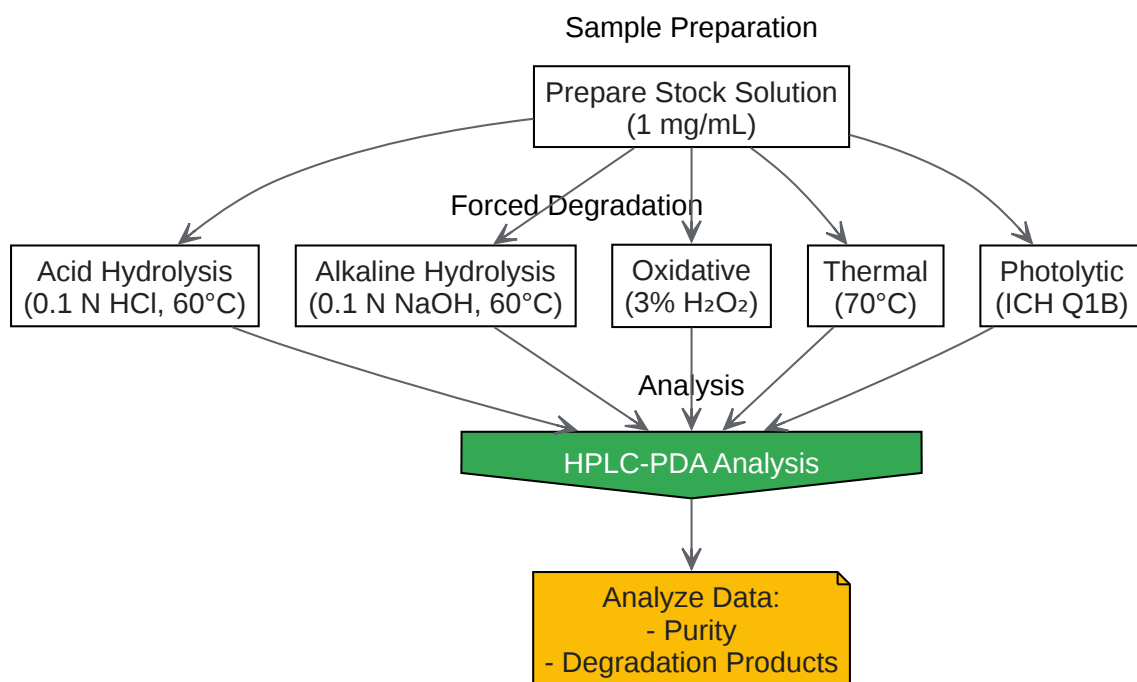 Sample Preparation
Prepare Stock Solution
(1 mg/mL)
Forced Degradation
Acid Hydrolysis
(0.1 N HCl, 60°C)
Alkaline Hydrolysis
(0.1 N NaOH, 60°C)
Oxidative
(3% H₂O₂)
Thermal
(70°C)
Photolytic
(ICH Q1B)
Analysis
HPLC-PDA Analysis
Analyze Data:
- Purity
- Degradation Products